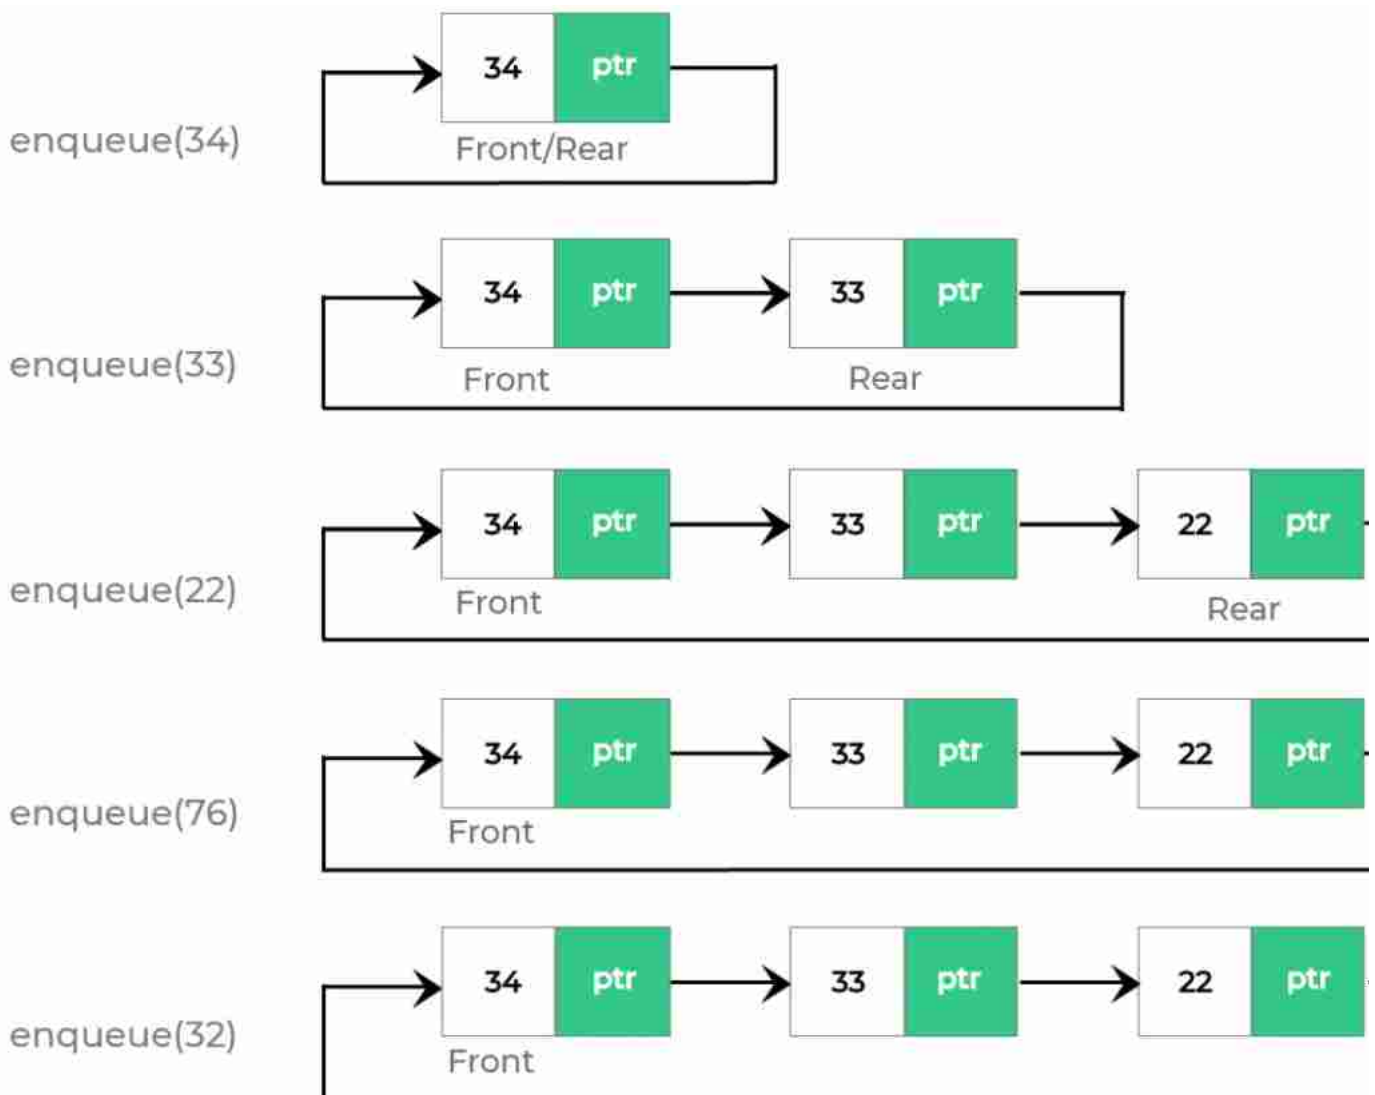 34 ptr
enqueue(34)
Front/Rear
34 ptr 33 ptr
enqueue(33)
Front Rear
34 ptr 33 ptr 22 ptr
enqueue(22)
Front Rear
34 ptr 33 ptr 22 ptr
enqueue(76)
Front
34 ptr 33 ptr 22 ptr
enqueue(32)
Front